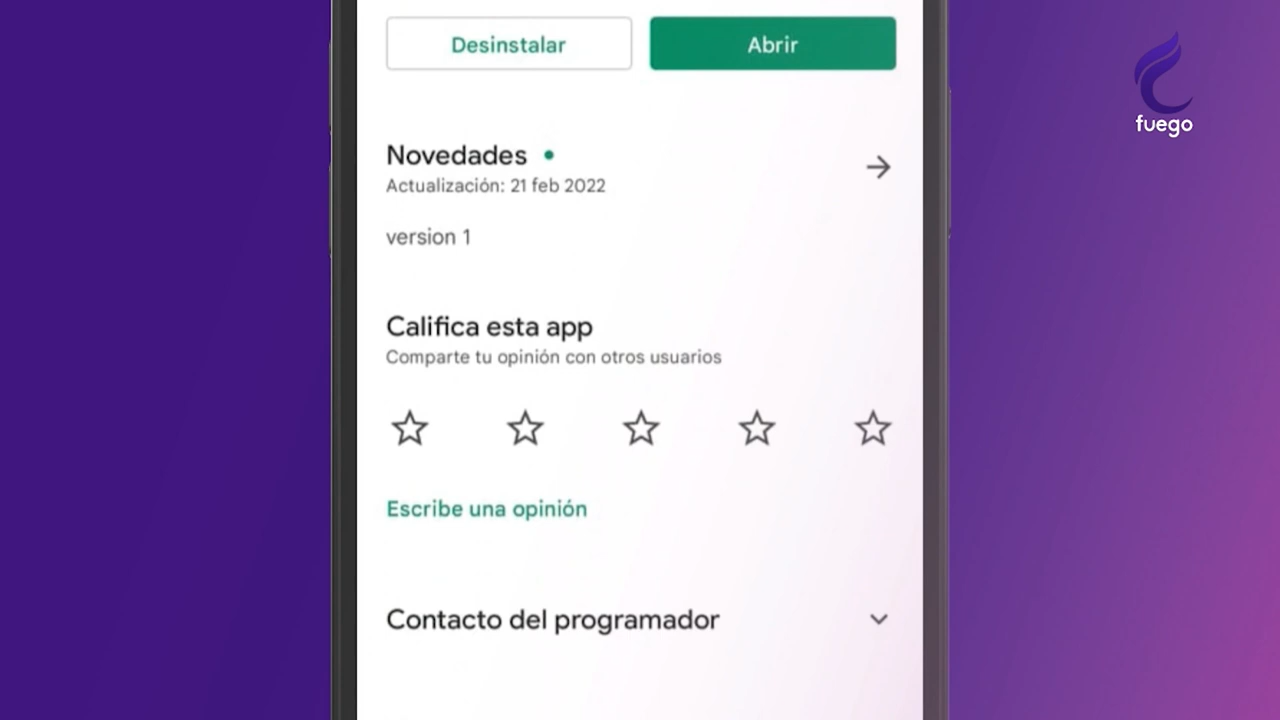 Desinstalar
Abrir
fuego
Novedades
Actualización: 21 feb 2022
version 1
Califica esta app
Comparte tu opinión con otros usuarios
Escribe una opinión
Contacto del programador